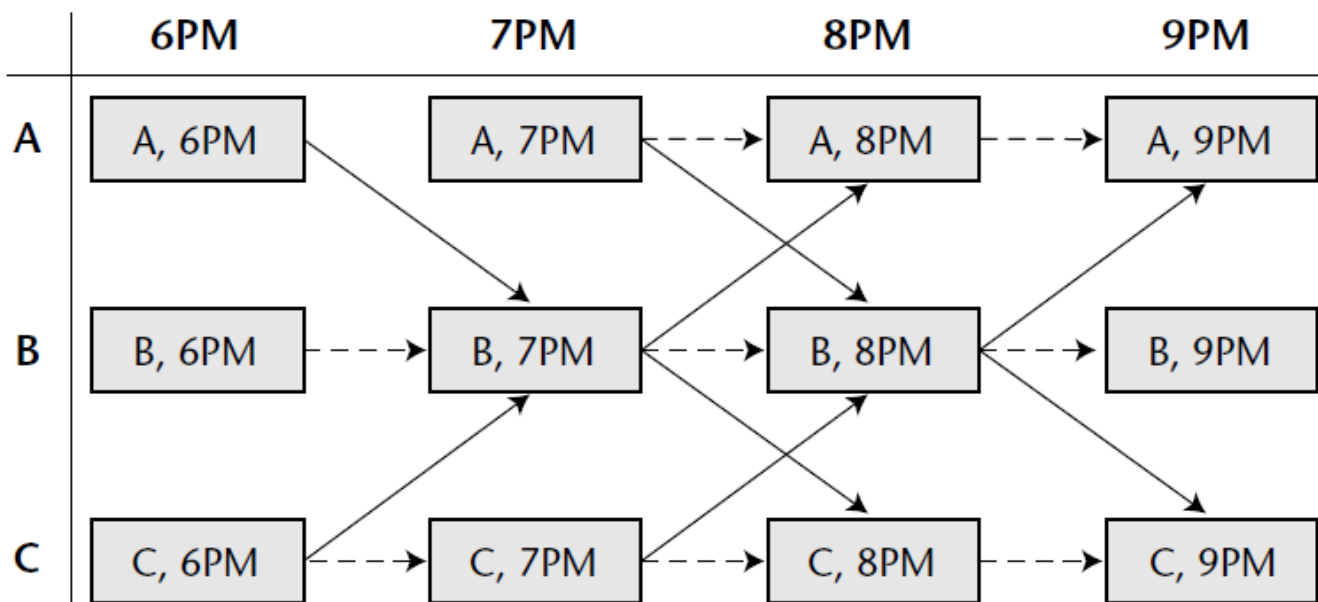 6PM 7PM 8PM 9PM
A A, 6PM A, 7PM A, 8PM A, 9PM
B B, 6PM B, 7PM B, 8PM B, 9PM
C C, 6PM C, 7PM C, 8PM C, 9PM